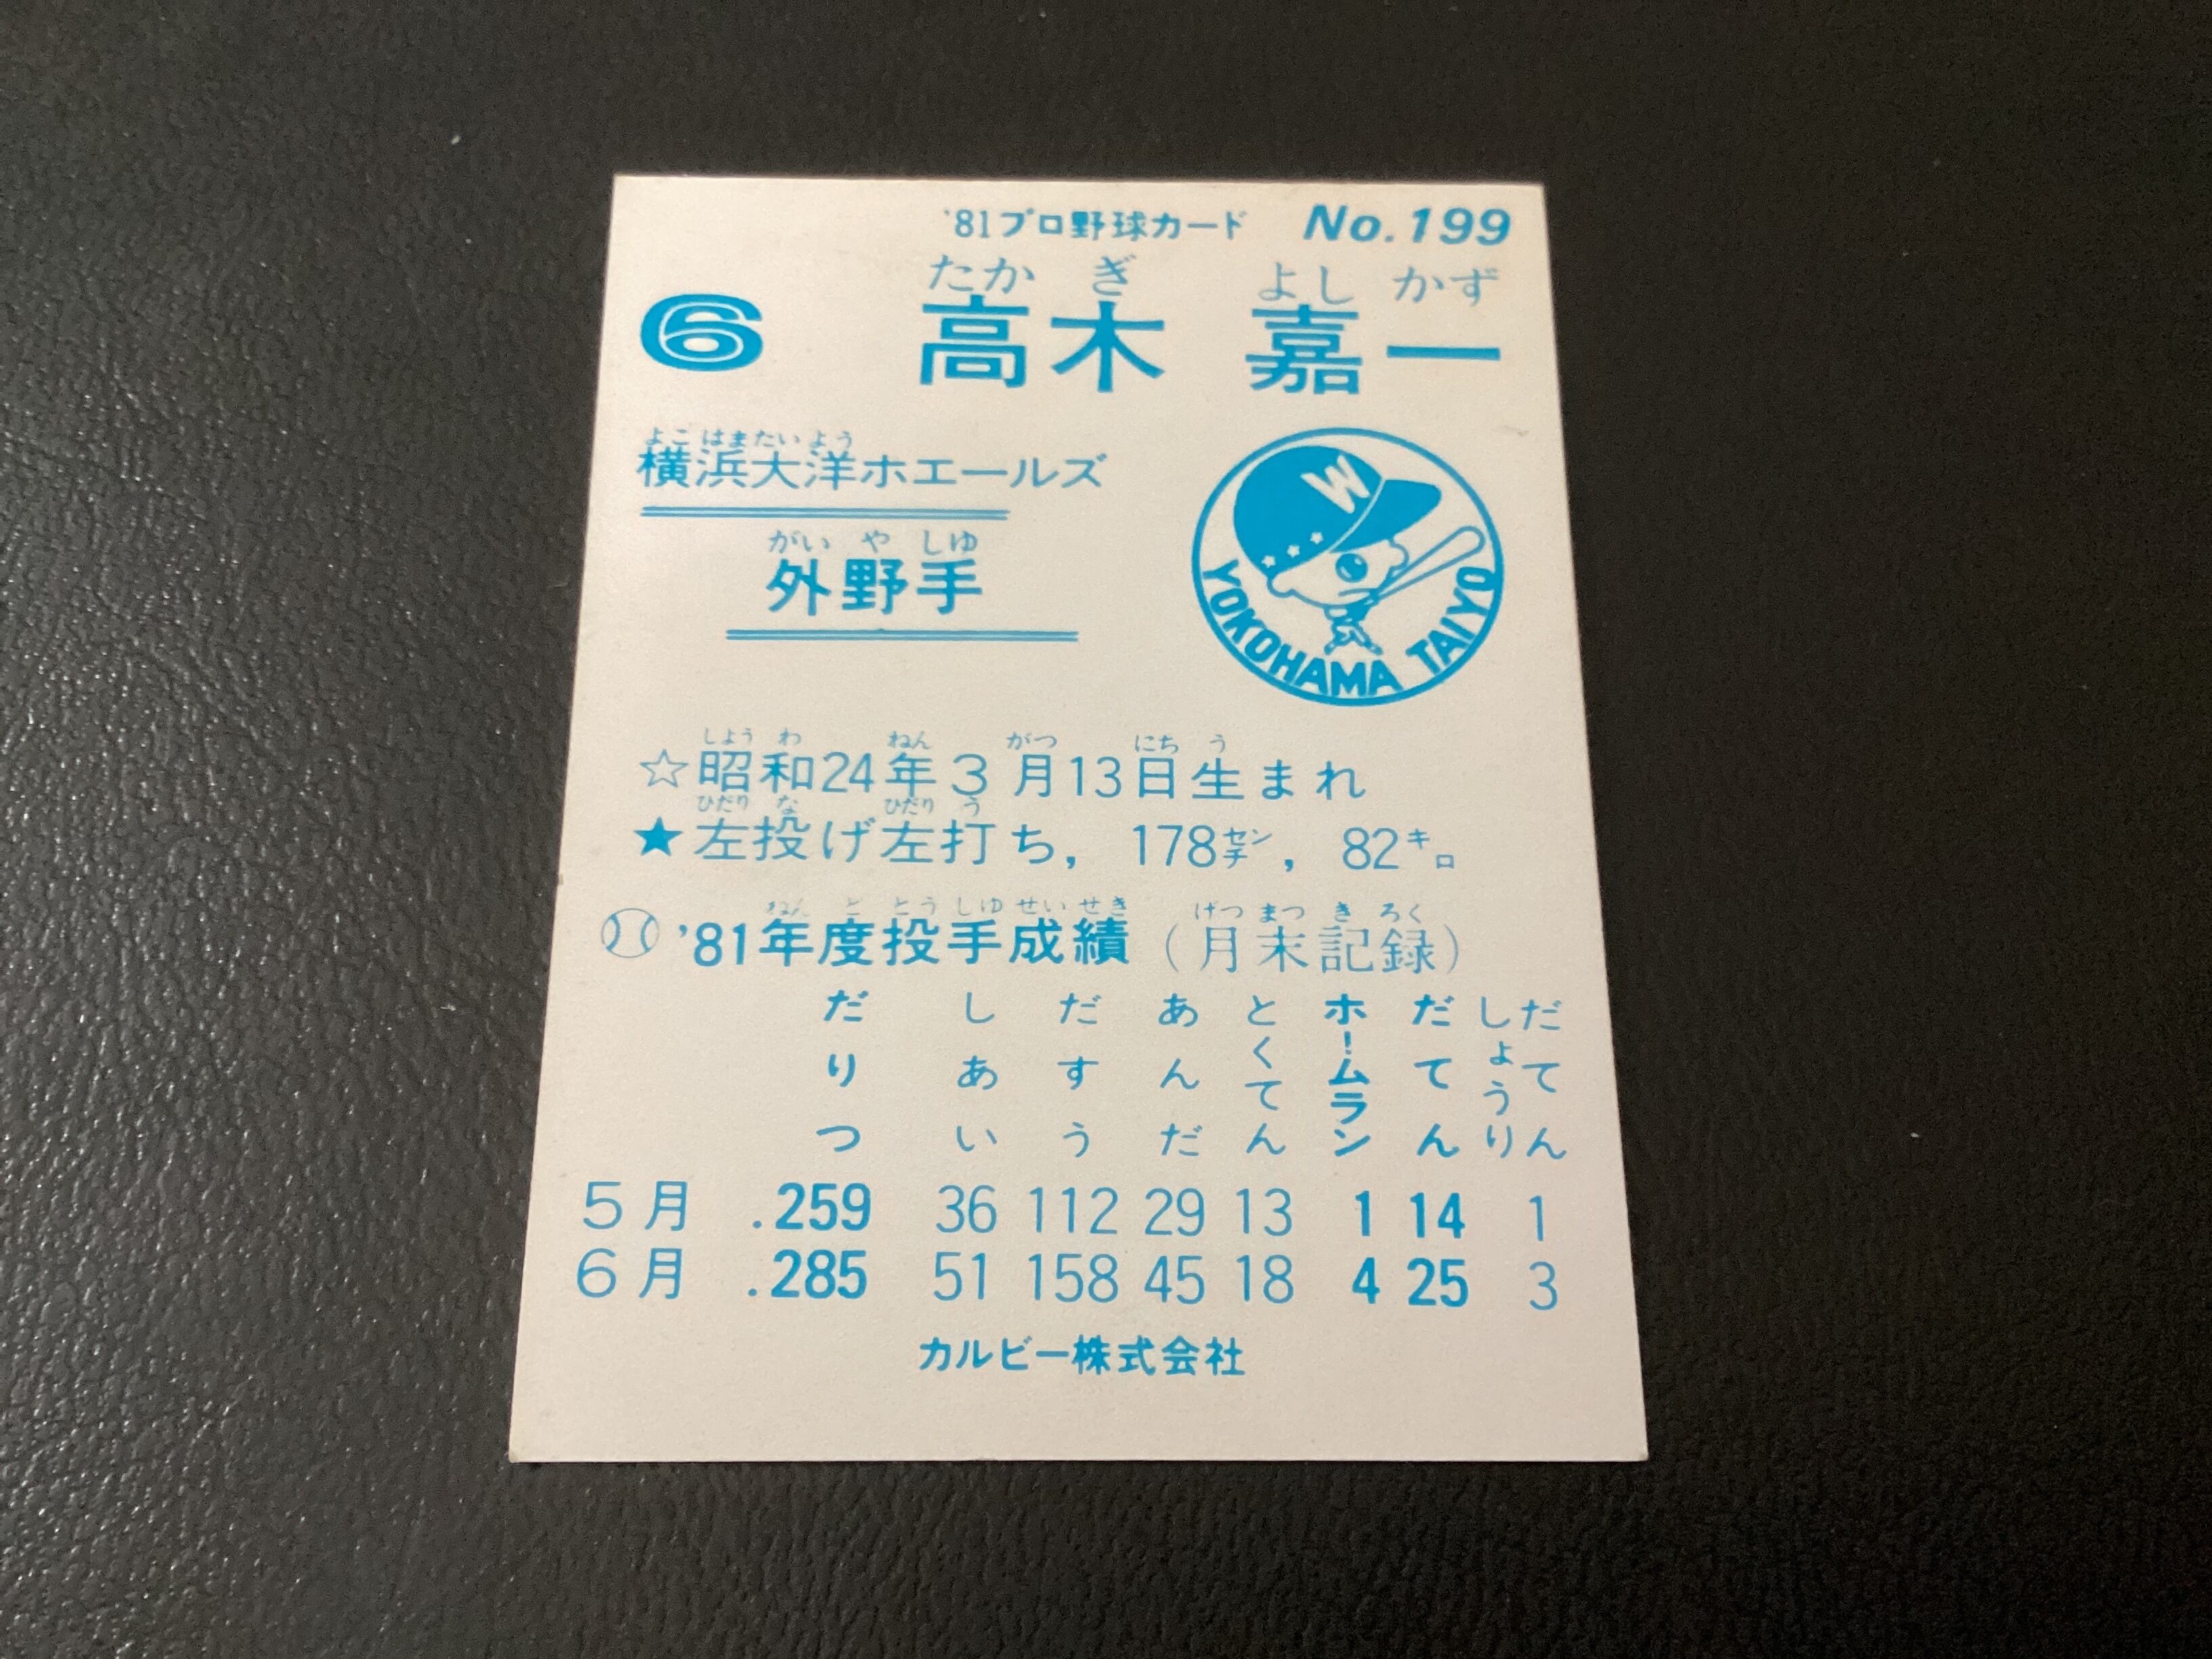 '81プロ野球カード No.199
たか ぎ よし かず
6 高木 嘉一
よこ はま たい よう
横浜大洋ホエールズ
がい や しゅ
外野手
W
YOKOHAMA TAIYO
しょう わ ねん がつ にち う
☆昭和24年3月13日生まれ
ひだり な ひだり う
★左投げ左打ち, 178センチ, 82キロ
ねん ど とう しゅ せい せき げつ まつ き ろく
'81年度投手成績(月末記録)
だりつ しあい だすう あんだ とくてん ホームラン だてん しょうりだてん
5月 .259 36 112 29 13 1 14 1
6月 .285 51 158 45 18 4 25 3
カルビー株式会社